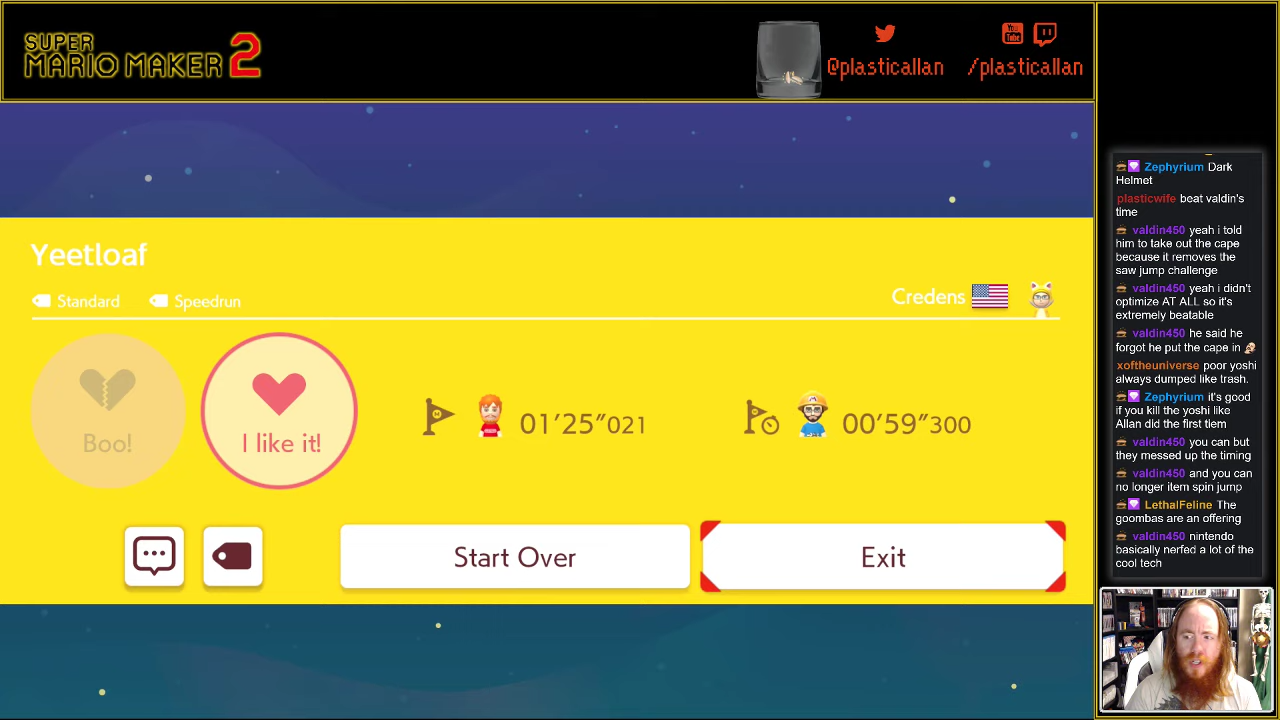 SUPER
MARIO MAKER 2
@plasticallan
You
Tube
/plasticallan
Yeetloaf
Standard
Speedrun
Credens
Boo!
I like it!
M
01'25"021
00'59"300
Start Over
Exit
Zephyrium Dark
Helmet
plasticwife beat valdin's
time
valdin450 yeah i told
him to take out the cape
because it removes the
saw jump challenge
valdin450 yeah i didn't
optimize AT ALL so it's
extremely beatable
valdin450 he said he
forgot he put the cape in
xoftheuniverse poor yoshi
always dumped like trash.
Zephyrium it's good
if you kill the yoshi like
Allan did the first tiem
valdin450 you can but
they messed up the timing
valdin450 and you can
no longer item spin jump
LethalFeline The
goombas are an offering
valdin450 nintendo
basically nerfed a lot of the
cool tech